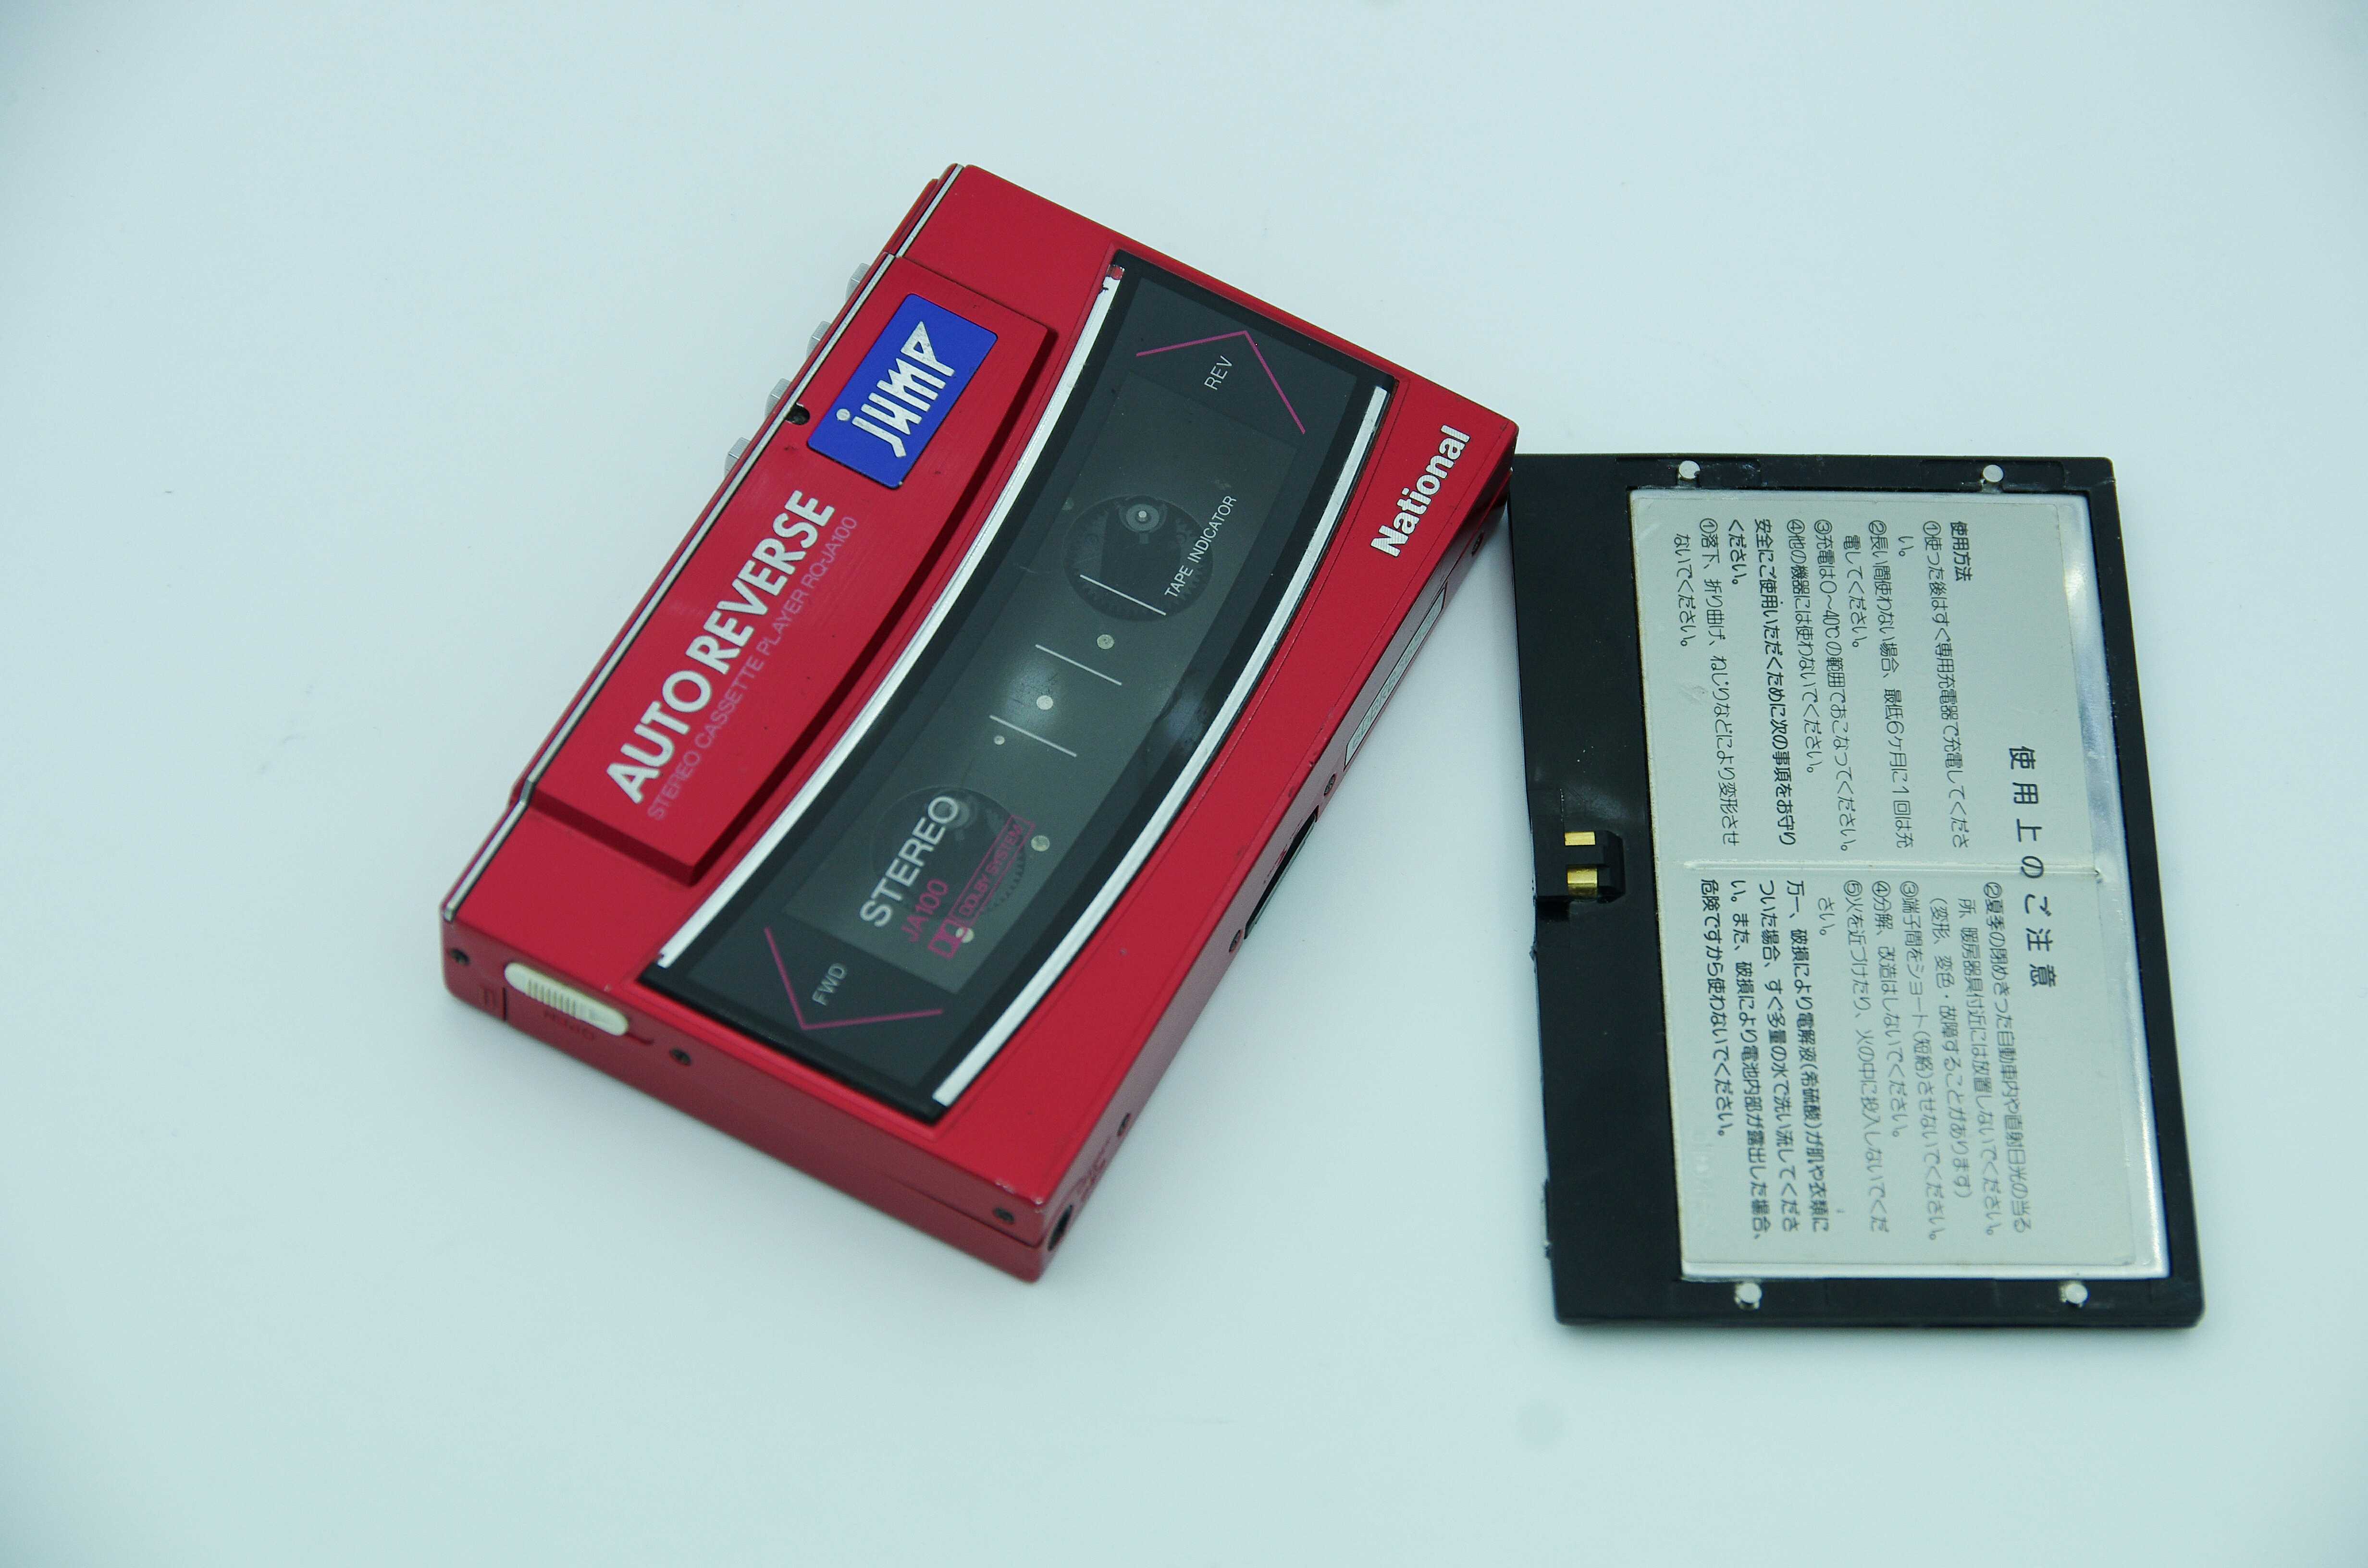 jump
AUTO REVERSE
STEREO CASSETTE PLAYER RQ-JA100
REV
TAPE INDICATOR
STEREO
JA100
DOLBY SYSTEM
FWD
National
OPEN
使用上のご注意
使用方法
①使った後はすぐ専用充電器で充電してくださ
い。
②長い間使わない場合、最低6ヶ月に1回は充
電してください。
③充電は0~40℃の範囲でおこなってください。
④他の機器には使わないでください。
安全にご使用いただくために次の事項をお守り
ください。
①落下、折り曲げ、ねじりなどにより変形させ
ないでください。
②夏季の閉めきった自動車内や直射日光の当る
所、暖房器具付近には放置しないでください。
(変形、変色・故障することがあります)
③端子間をショート(短絡)させないでください。
④分解、改造はしないでください。
⑤火を近づけたり、火の中に投入しないでくだ
さい。
万一、破損により電解液(希硫酸)が肌や衣類に
ついた場合、すぐ多量の水で洗い流してくださ
い。また、破損により電池内部が露出した場合、
危険ですから使わないでください。